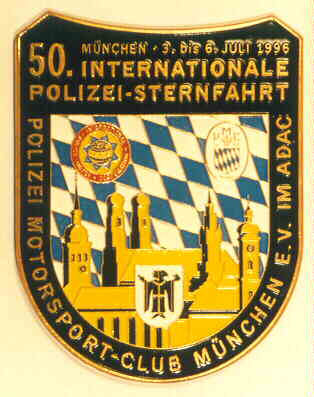 MÜNCHEN · 3. BIS 6. JULI 1996
50. INTERNATIONALE
POLIZEI-STERNFAHRT
POLIZEI MOTORSPORT-CLUB MÜNCHEN E.V. IM ADAC